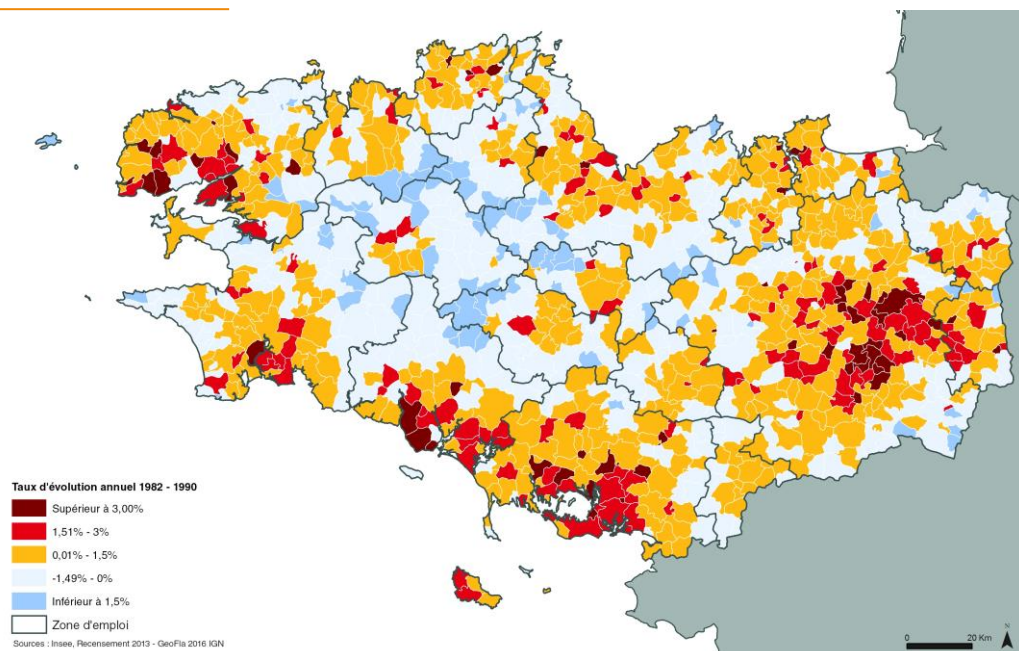 Taux d'évolution annuel 1982 - 1990
Supérieur à 3,00%
1,51% - 3%
0,01% - 1,5%
-1,49% - 0%
Inférieur à 1,5%
Zone d'emploi
Sources : Insee, Recensement 2013 - GeoFla 2016 IGN
N
0 20 Km